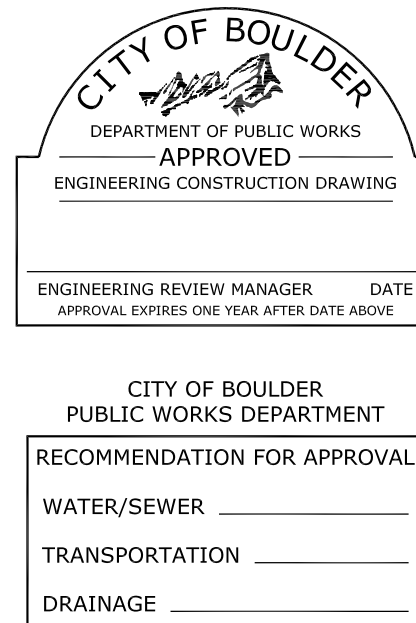 CITY OF BOULDER
DEPARTMENT OF PUBLIC WORKS
APPROVED
ENGINEERING CONSTRUCTION DRAWING
ENGINEERING REVIEW MANAGER DATE
APPROVAL EXPIRES ONE YEAR AFTER DATE ABOVE
CITY OF BOULDER
PUBLIC WORKS DEPARTMENT
RECOMMENDATION FOR APPROVAL
WATER/SEWER
TRANSPORTATION
DRAINAGE